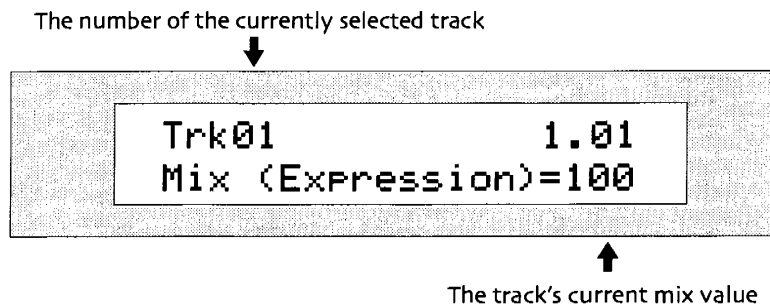 The number of the currently selected track
Trk01 1.01
Mix (Expression)=100
The track's current mix value